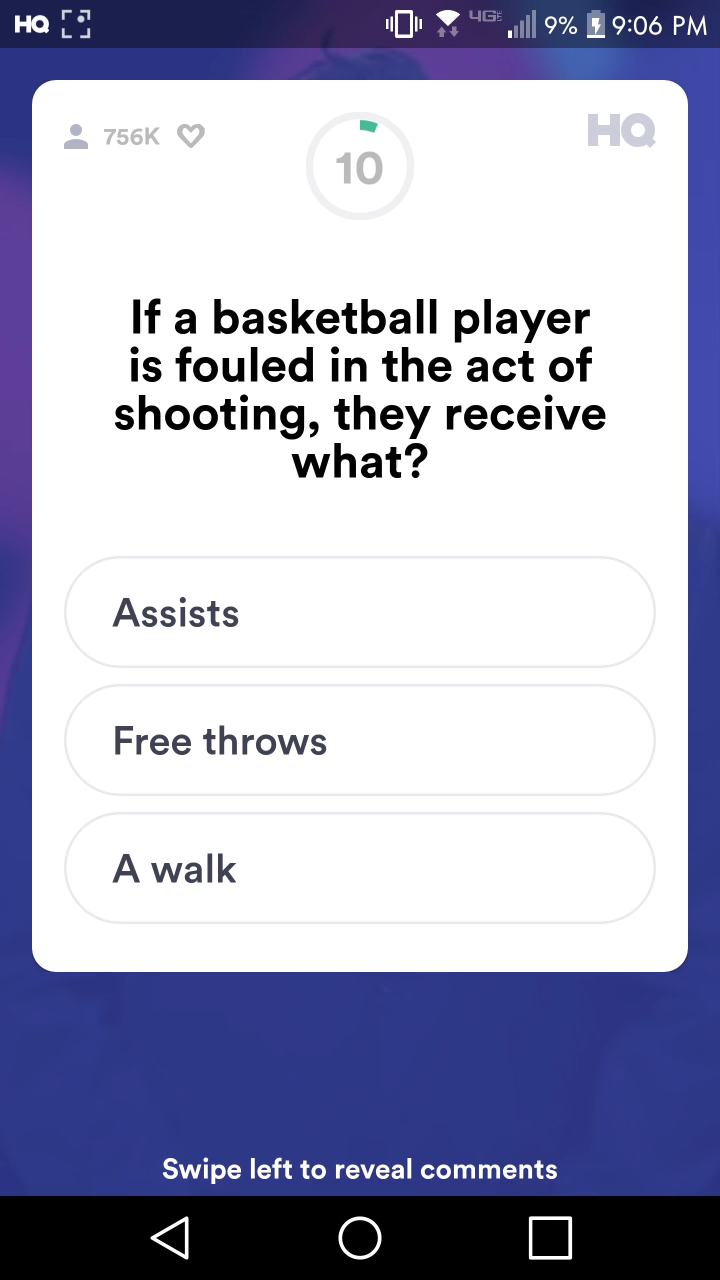 HQ 4G LTE 9% 9:06 PM
756K 10 HQ
If a basketball player
is fouled in the act of
shooting, they receive
what?
Assists
Free throws
A walk
Swipe left to reveal comments